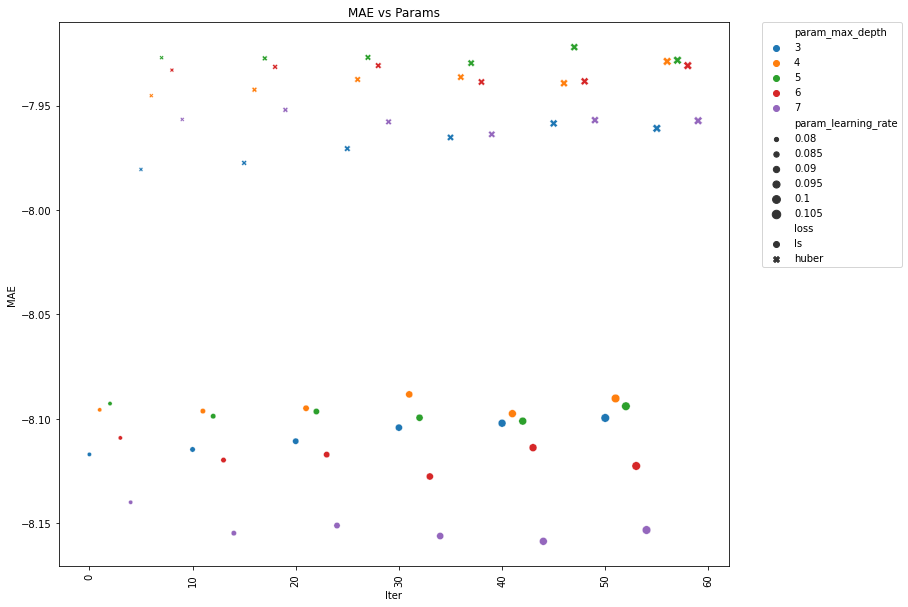 MAE vs Params
MAE
−7.95
−8.00
−8.05
−8.10
−8.15
0
10
20
30
40
50
60
Iter
param_max_depth
3
4
5
6
7
param_learning_rate
0.08
0.085
0.09
0.095
0.1
0.105
loss
ls
huber